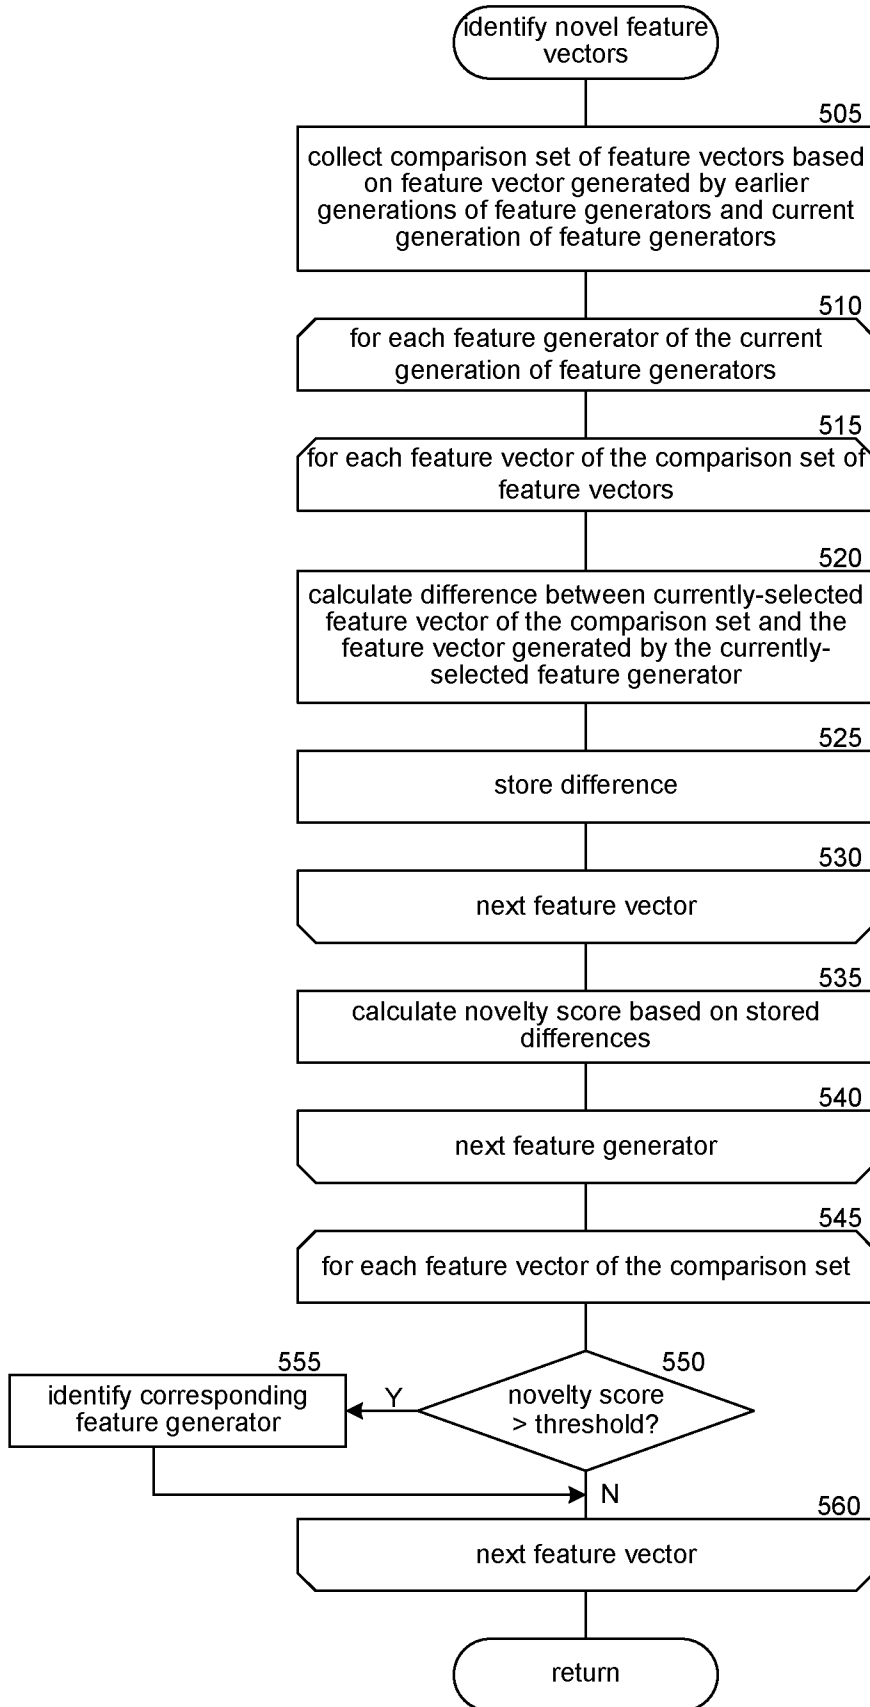 identify novel feature
vectors
505
collect comparison set of feature vectors based
on feature vector generated by earlier
generations of feature generators and current
generation of feature generators
510
for each feature generator of the current
generation of feature generators
515
for each feature vector of the comparison set of
feature vectors
520
calculate difference between currently-selected
feature vector of the comparison set and the
feature vector generated by the currently-
selected feature generator
525
store difference
530
next feature vector
535
calculate novelty score based on stored
differences
540
next feature generator
545
for each feature vector of the comparison set
550
novelty score
> threshold?
Y
555
identify corresponding
feature generator
N
560
next feature vector
return